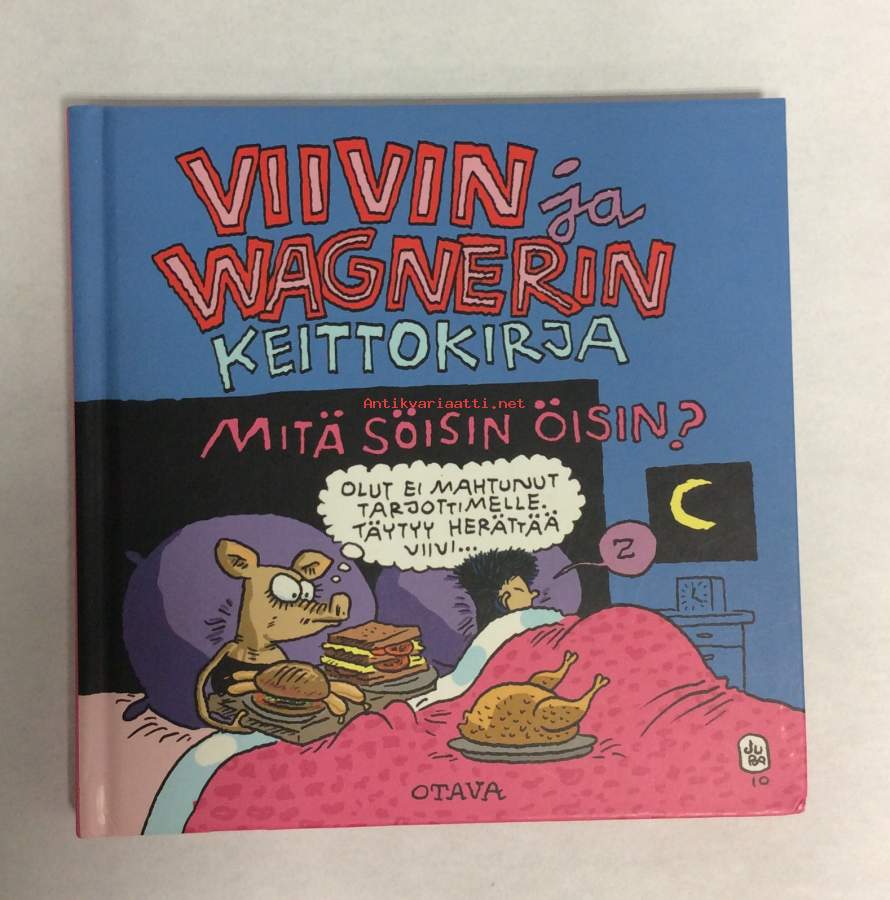 VIIVIN ja
WAGNERIN
KEITTOKIRJA
Antikvariaatti.net
MITÄ SÖISIN ÖISIN?
OLUT EI MAHTUNUT
TARJOTTIMELLE.
TÄYTYY HERÄTTÄÄ
VIIVI...
Z
JUBA
10
OTAVA